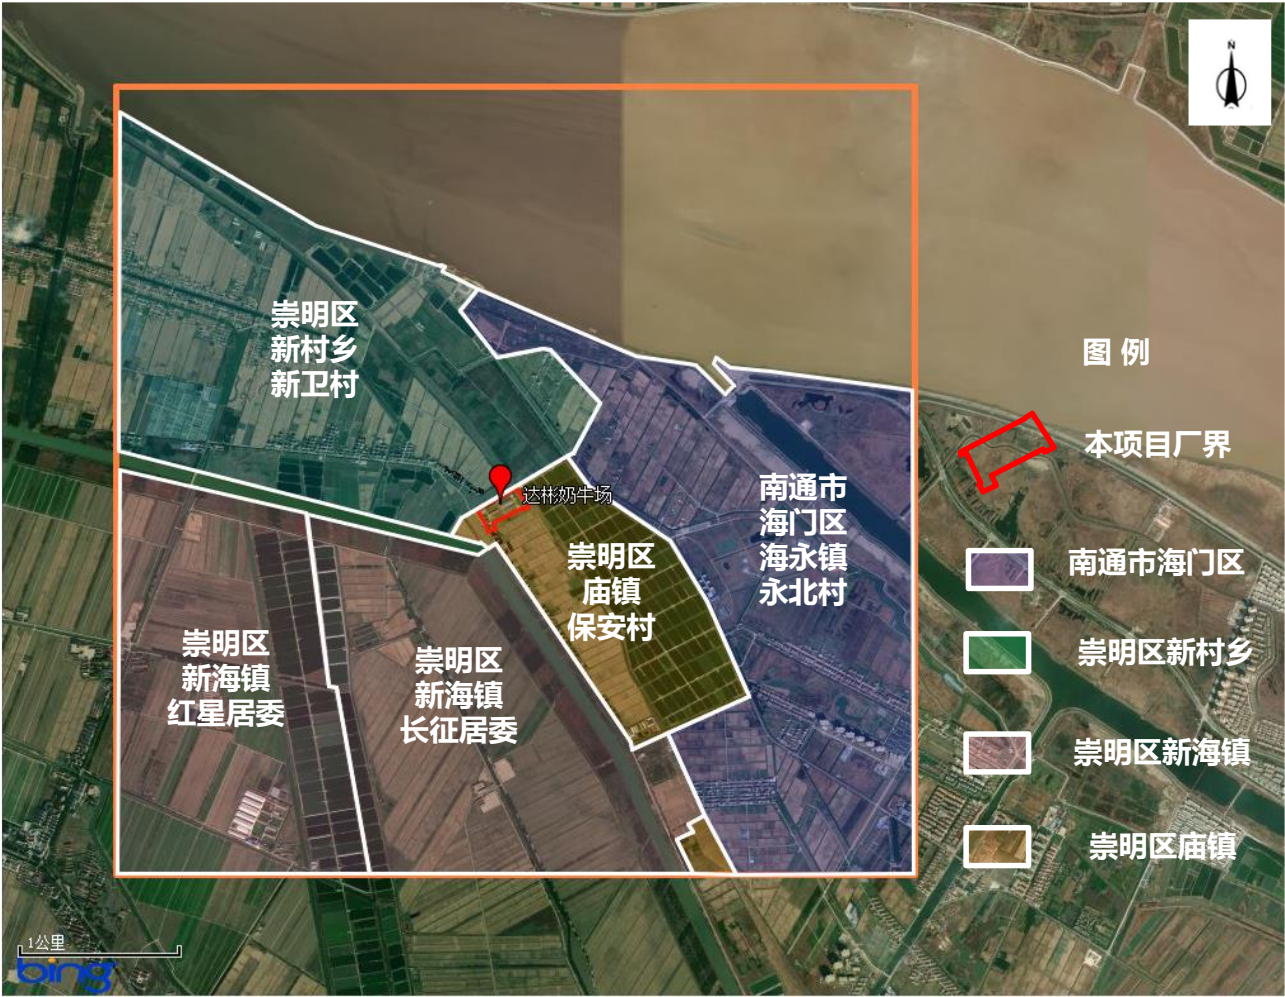 N
崇明区
新村乡
新卫村
图 例
本项目厂界
达彬奶牛场
南通市
海门区
海永镇
永北村
崇明区
庙镇
保安村
南通市海门区
崇明区
新海镇
红星居委
崇明区
新海镇
长征居委
崇明区新村乡
崇明区新海镇
崇明区庙镇
1公里
bing